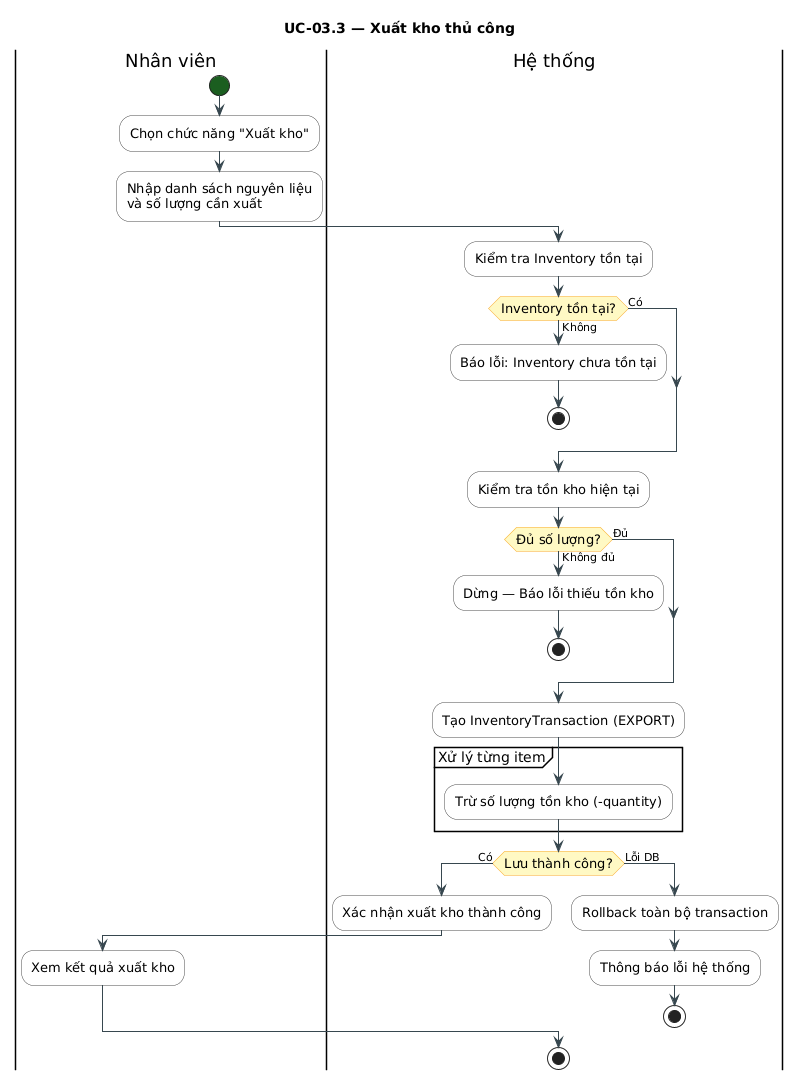 UC-03.3 — Xuất kho thủ công
Nhân viên
Hệ thống
Chọn chức năng "Xuất kho"
Nhập danh sách nguyên liệu
và số lượng cần xuất
Kiểm tra Inventory tồn tại
Inventory tồn tại?
Có
Không
Báo lỗi: Inventory chưa tồn tại
Kiểm tra tồn kho hiện tại
Đủ số lượng?
Đủ
Không đủ
Dừng — Báo lỗi thiếu tồn kho
Tạo InventoryTransaction (EXPORT)
Xử lý từng item
Trừ số lượng tồn kho (-quantity)
Có
Lưu thành công?
Lỗi DB
Xác nhận xuất kho thành công
Rollback toàn bộ transaction
Xem kết quả xuất kho
Thông báo lỗi hệ thống